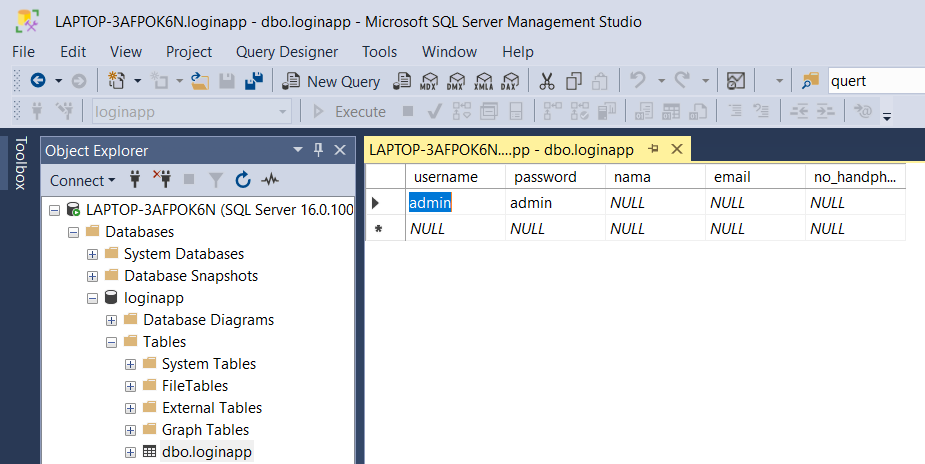 LAPTOP-3AFPOK6N.loginapp - dbo.loginapp - Microsoft SQL Server Management Studio
File Edit View Project Query Designer Tools Window Help
New Query MDX DMX XMLA DAX quert
loginapp Execute
Toolbox
Object Explorer
Connect
LAPTOP-3AFPOK6N (SQL Server 16.0.100
Databases
System Databases
Database Snapshots
loginapp
Database Diagrams
Tables
System Tables
FileTables
External Tables
Graph Tables
dbo.loginapp
LAPTOP-3AFPOK6N....pp - dbo.loginapp
username password nama email no_handph...
admin admin NULL NULL NULL
NULL NULL NULL NULL NULL